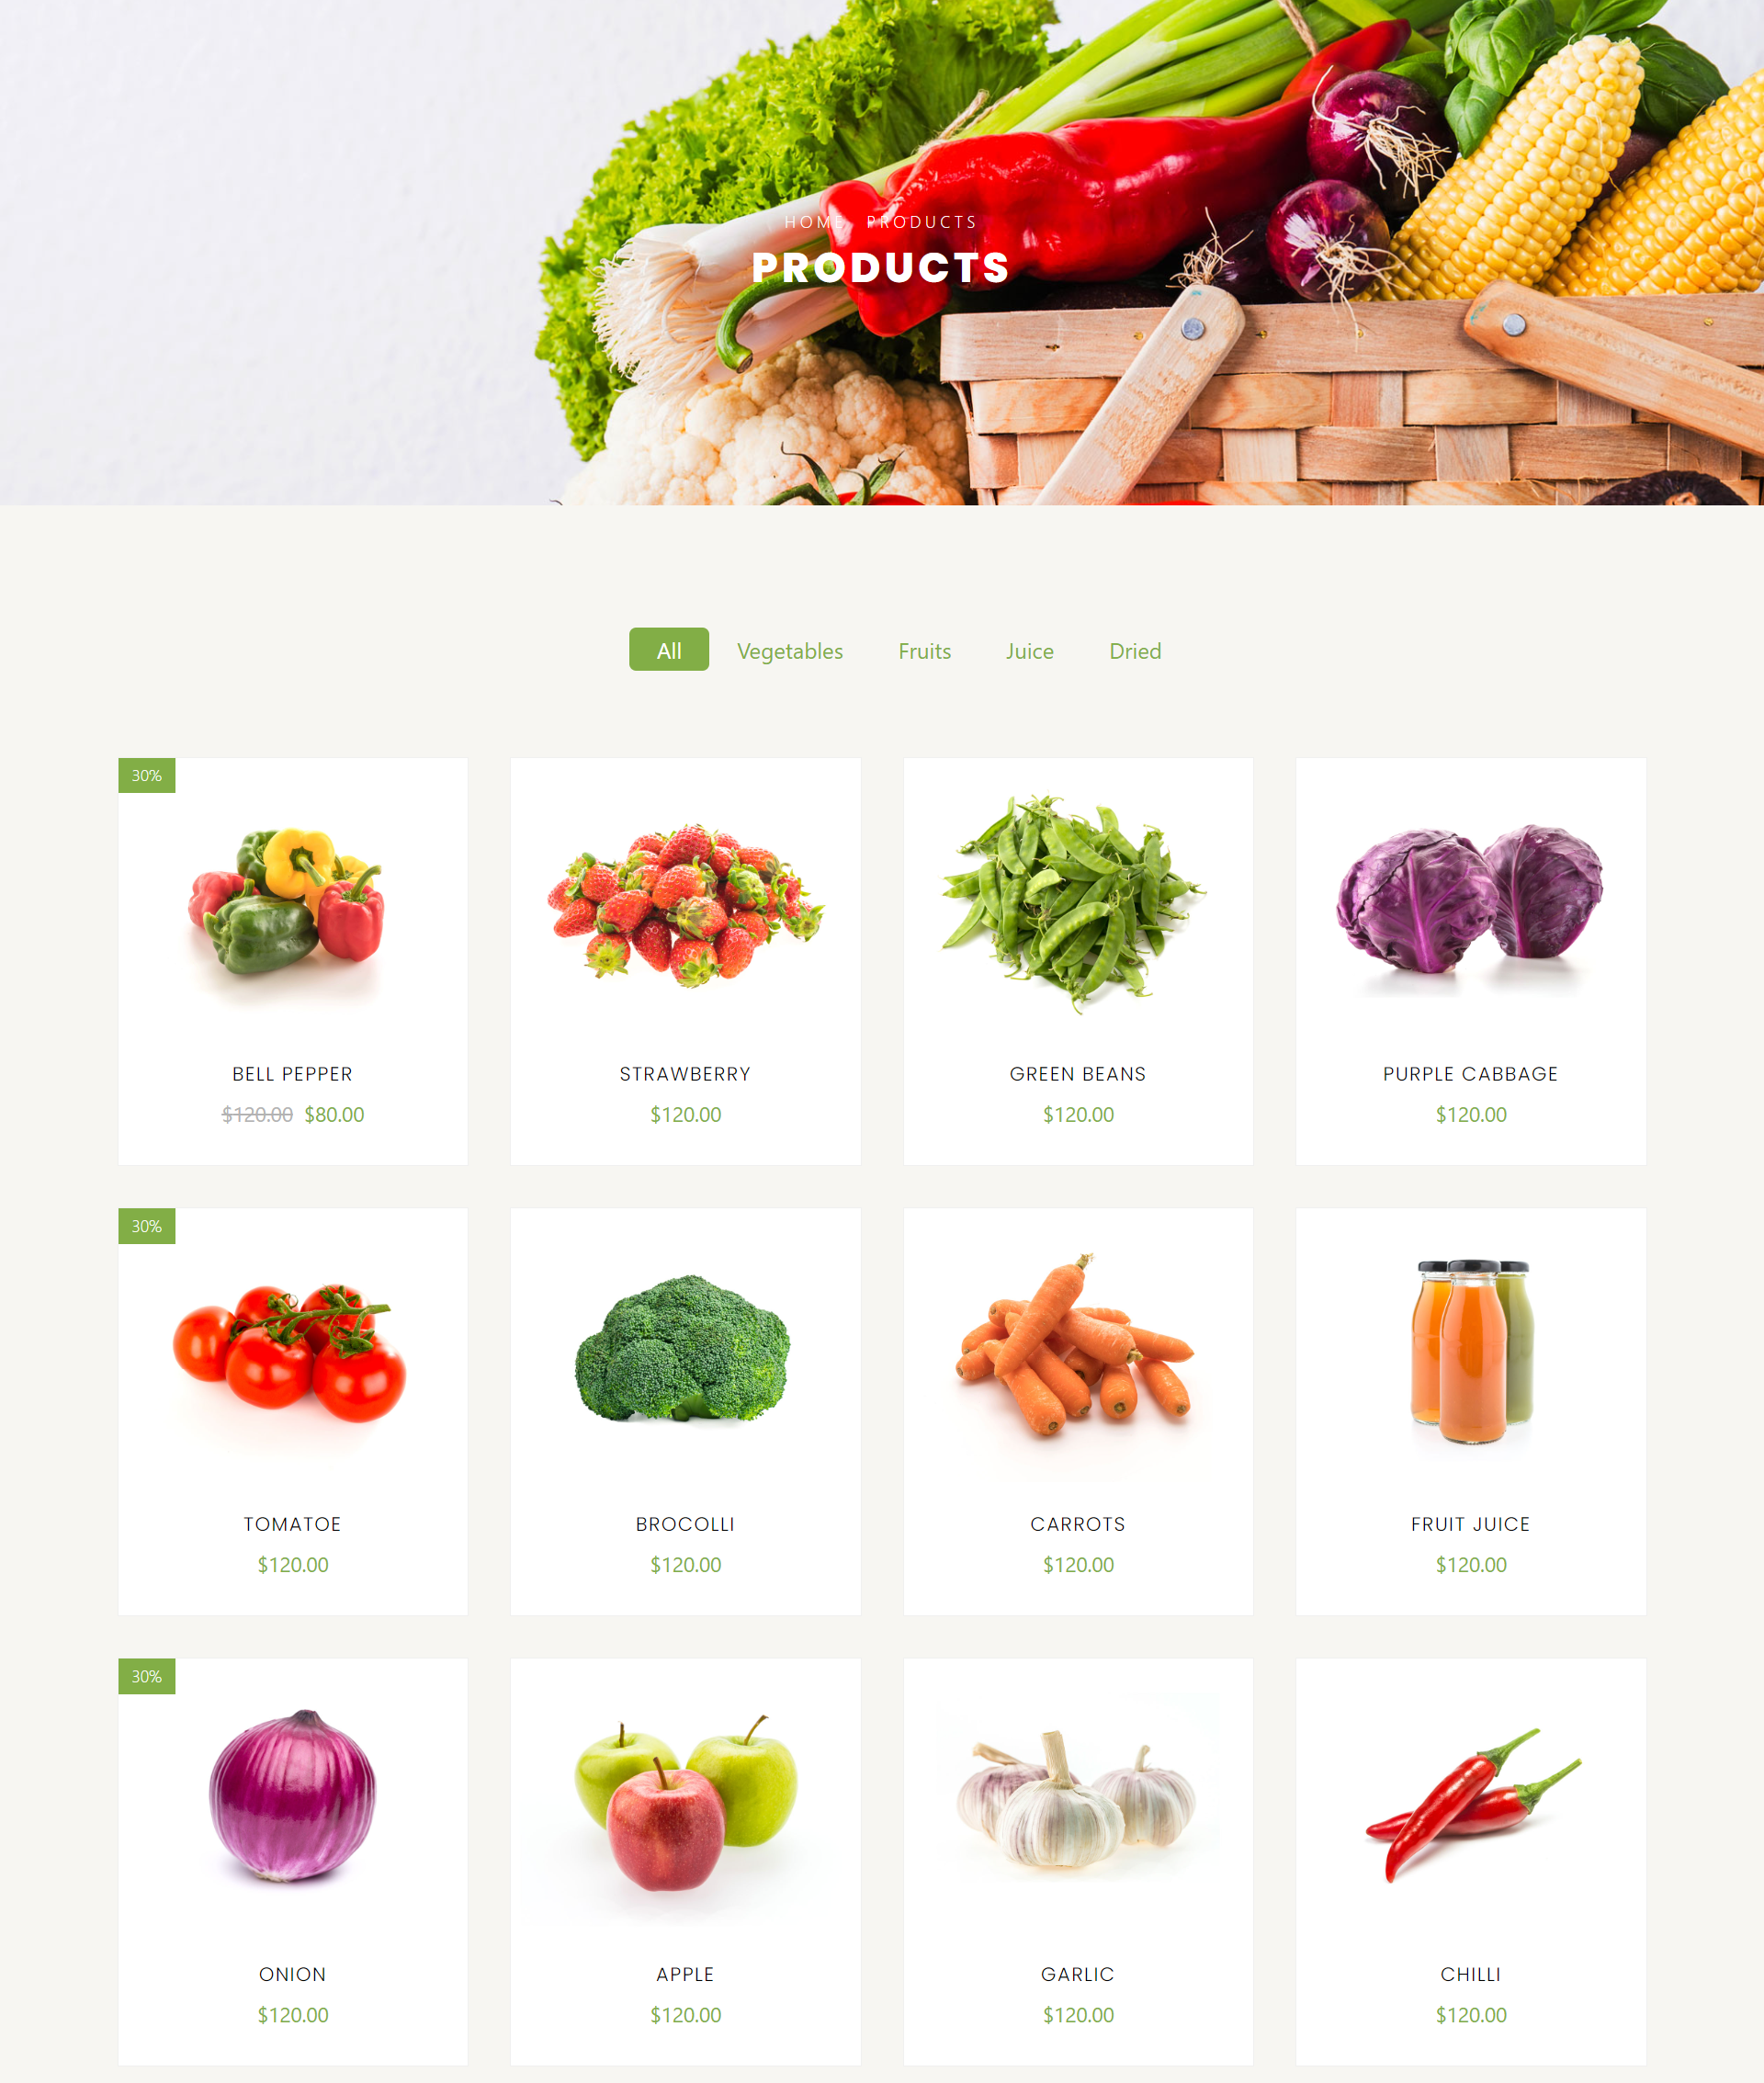 HOME PRODUCTS
PRODUCTS
All Vegetables Fruits Juice Dried
30%
BELL PEPPER
$120.00 $80.00
STRAWBERRY
$120.00
GREEN BEANS
$120.00
PURPLE CABBAGE
$120.00
30%
TOMATOE
$120.00
BROCOLLI
$120.00
CARROTS
$120.00
FRUIT JUICE
$120.00
30%
ONION
$120.00
APPLE
$120.00
GARLIC
$120.00
CHILLI
$120.00